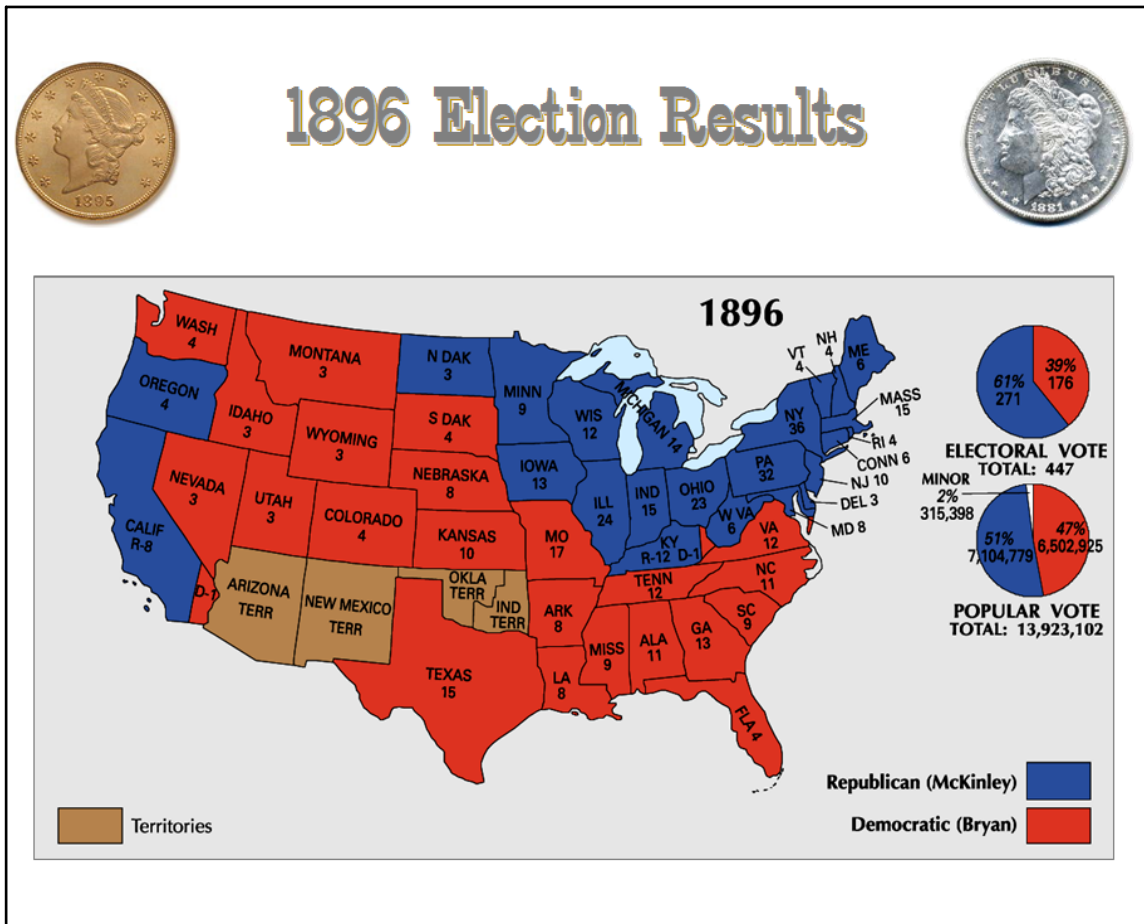 1896 Election Results
1895
PLURIBUS
1881
1896
WASH
4
OREGON
4
CALIF
R-8
D-1
NEVADA
3
IDAHO
3
MONTANA
3
WYOMING
3
UTAH
3
COLORADO
4
ARIZONA
TERR
NEW MEXICO
TERR
N DAK
3
S DAK
4
NEBRASKA
8
KANSAS
10
OKLA
TERR
IND
TERR
TEXAS
15
MINN
9
IOWA
13
MO
17
ARK
8
LA
8
WIS
12
ILL
24
MICHIGAN 14
IND
15
OHIO
23
KY
R-12 D-1
TENN
12
MISS
9
ALA
11
GA
13
FLA 4
SC
9
NC
11
VA
12
W VA
6
PA
32
NY
36
VT
4
NH
4
ME
6
MASS
15
RI 4
CONN 6
NJ 10
DEL 3
MD 8
61%
271
39%
176
ELECTORAL VOTE
TOTAL: 447
MINOR
2%
315,398
51%
7,104,779
47%
6,502,925
POPULAR VOTE
TOTAL: 13,923,102
Republican (McKinley)
Democratic (Bryan)
Territories